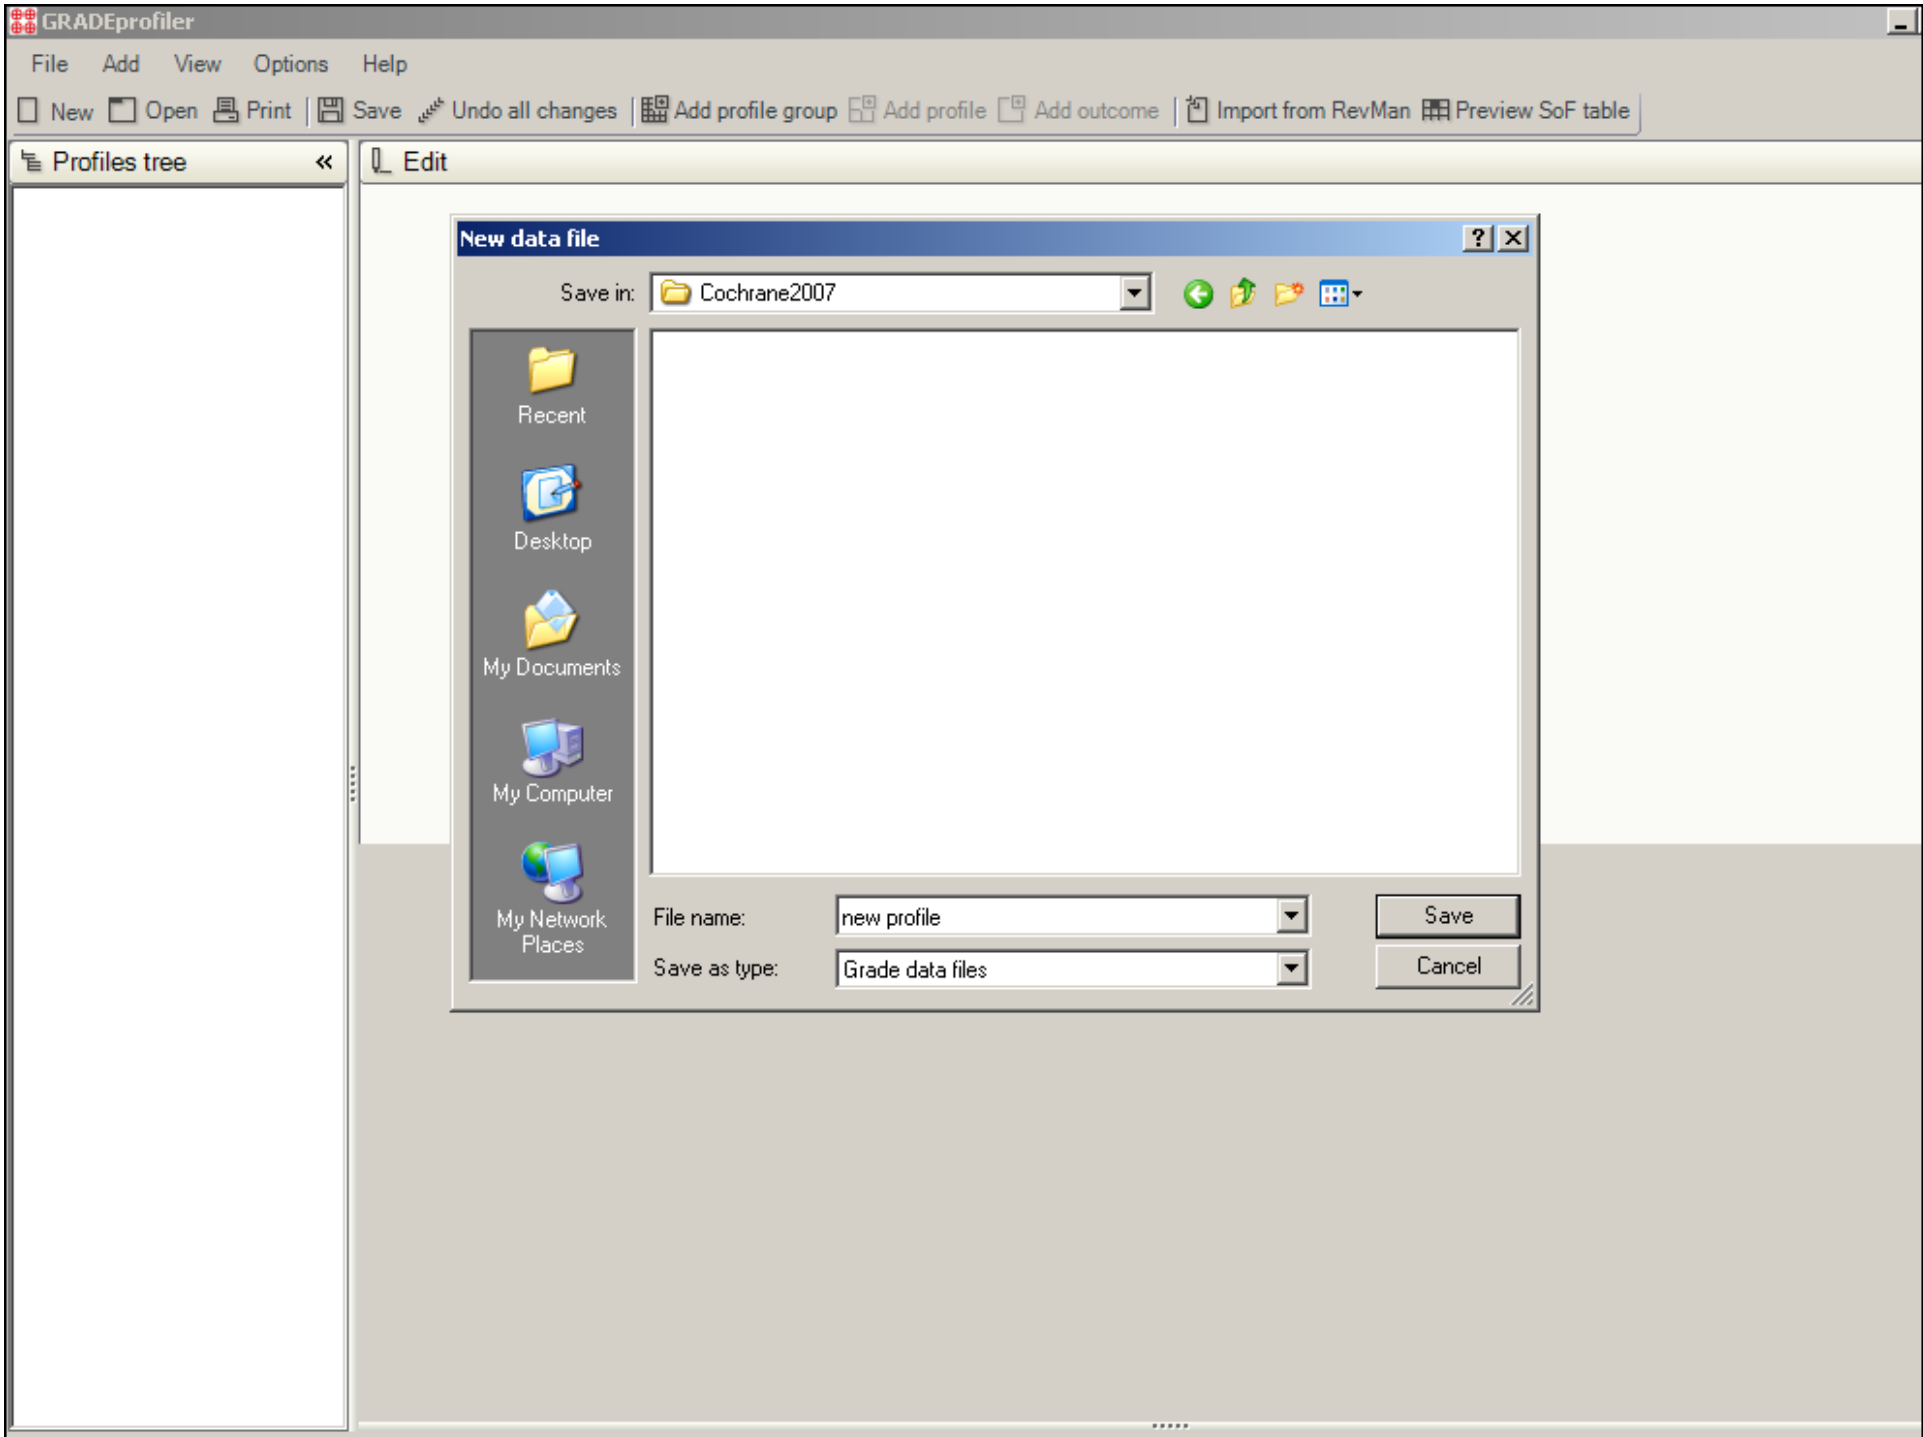 GRADEprofiler
File Add View Options Help
New Open Print Save Undo all changes Add profile group Add profile Add outcome Import from RevMan Preview SoF table
Profiles tree «
Edit
New data file
Save in: Cochrane2007
Recent
Desktop
My Documents
My Computer
My Network
Places
File name: new profile Save
Save as type: Grade data files Cancel